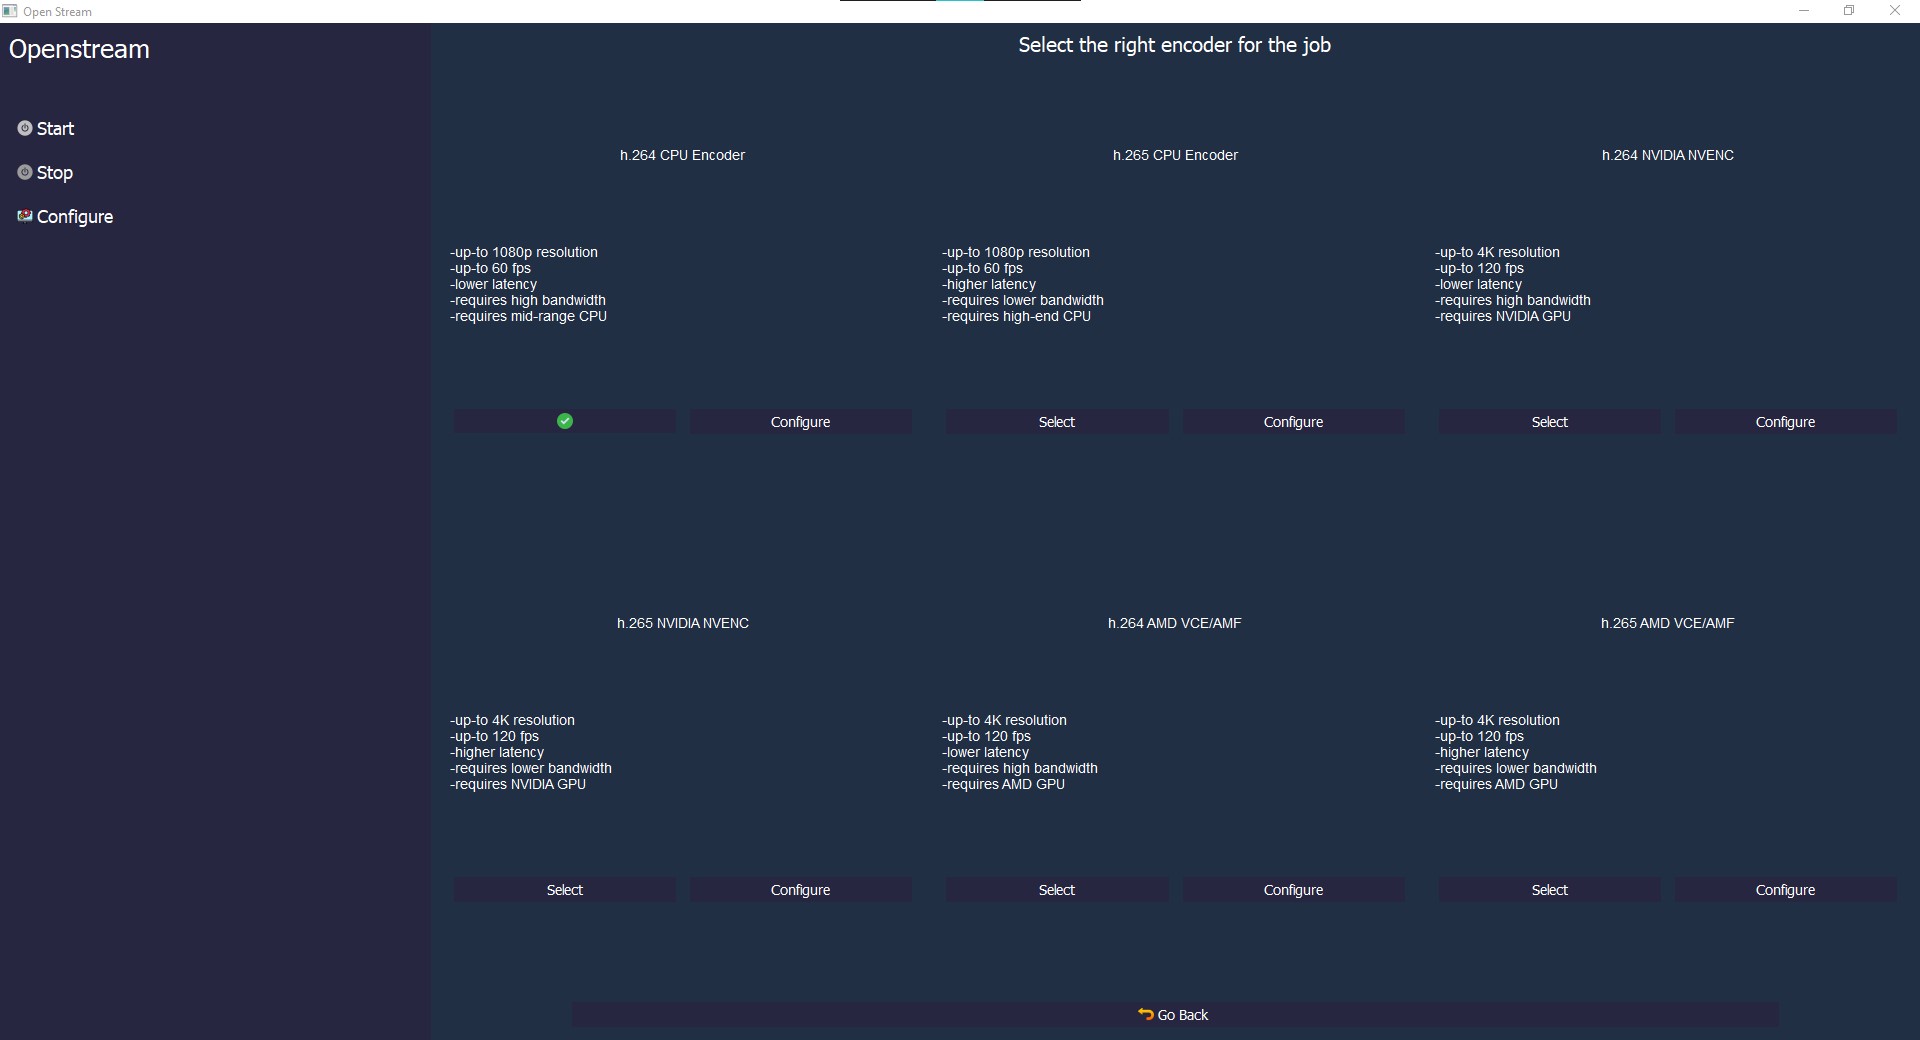 Open Stream
Openstream
Start
Stop
Configure
Select the right encoder for the job
h.264 CPU Encoder
-up-to 1080p resolution
-up-to 60 fps
-lower latency
-requires high bandwidth
-requires mid-range CPU
Configure
h.265 CPU Encoder
-up-to 1080p resolution
-up-to 60 fps
-higher latency
-requires lower bandwidth
-requires high-end CPU
Select
Configure
h.264 NVIDIA NVENC
-up-to 4K resolution
-up-to 120 fps
-lower latency
-requires high bandwidth
-requires NVIDIA GPU
Select
Configure
h.265 NVIDIA NVENC
-up-to 4K resolution
-up-to 120 fps
-higher latency
-requires lower bandwidth
-requires NVIDIA GPU
Select
Configure
h.264 AMD VCE/AMF
-up-to 4K resolution
-up-to 120 fps
-lower latency
-requires high bandwidth
-requires AMD GPU
Select
Configure
h.265 AMD VCE/AMF
-up-to 4K resolution
-up-to 120 fps
-higher latency
-requires lower bandwidth
-requires AMD GPU
Select
Configure
Go Back